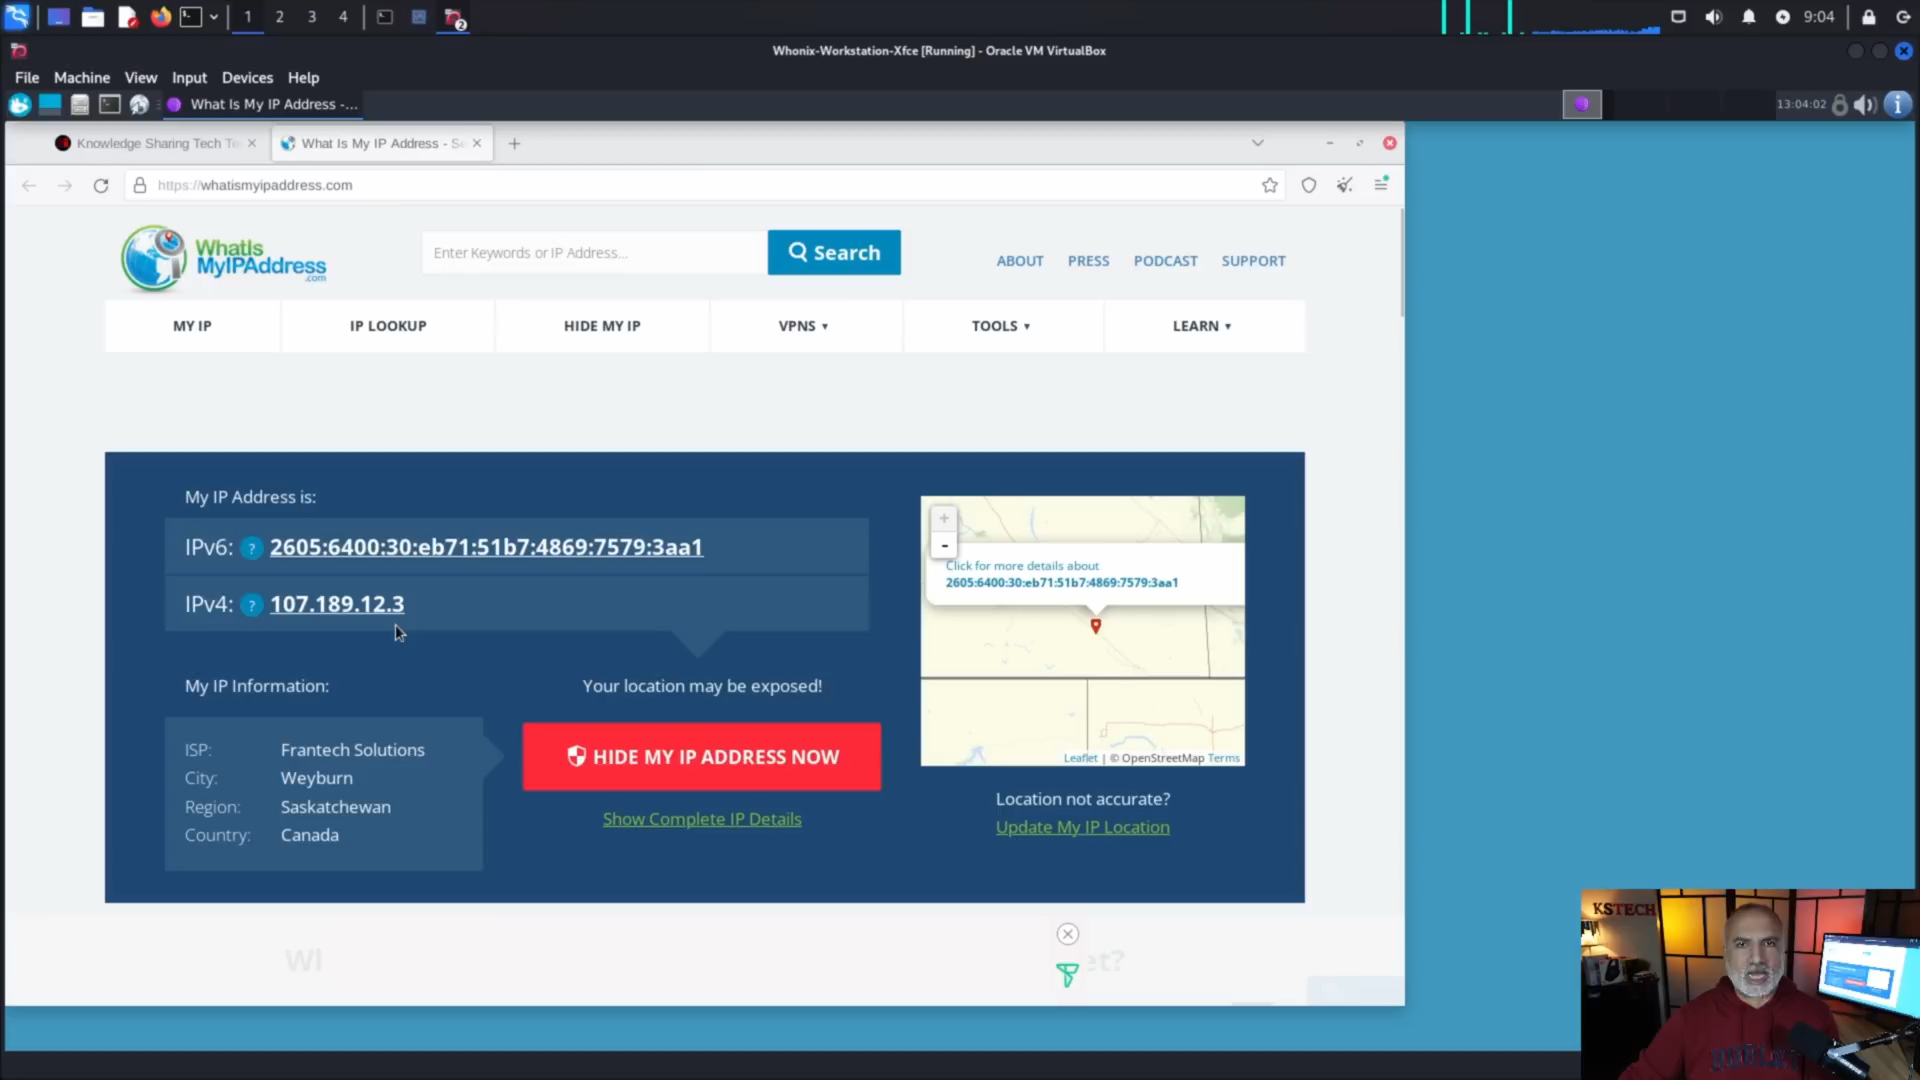 1 2 3 4
2
9:04
Whonix-Workstation-Xfce [Running] - Oracle VM VirtualBox
File Machine View Input Devices Help
What Is My IP Address -...
13:04:02
Knowledge Sharing Tech
What Is My IP Address - Se
https://whatismyipaddress.com
WhatIs
MyIPAddress
.com
Enter Keywords or IP Address...
Search
ABOUT PRESS PODCAST SUPPORT
MY IP IP LOOKUP HIDE MY IP VPNS TOOLS LEARN
My IP Address is:
IPv6: ? 2605:6400:30:eb71:51b7:4869:7579:3aa1
IPv4: ? 107.189.12.3
+
-
Click for more details about
2605:6400:30:eb71:51b7:4869:7579:3aa1
Leaflet | © OpenStreetMap Terms
My IP Information:
Your location may be exposed!
ISP: Frantech Solutions
City: Weyburn
Region: Saskatchewan
Country: Canada
HIDE MY IP ADDRESS NOW
Show Complete IP Details
Location not accurate?
Update My IP Location
KSTECH